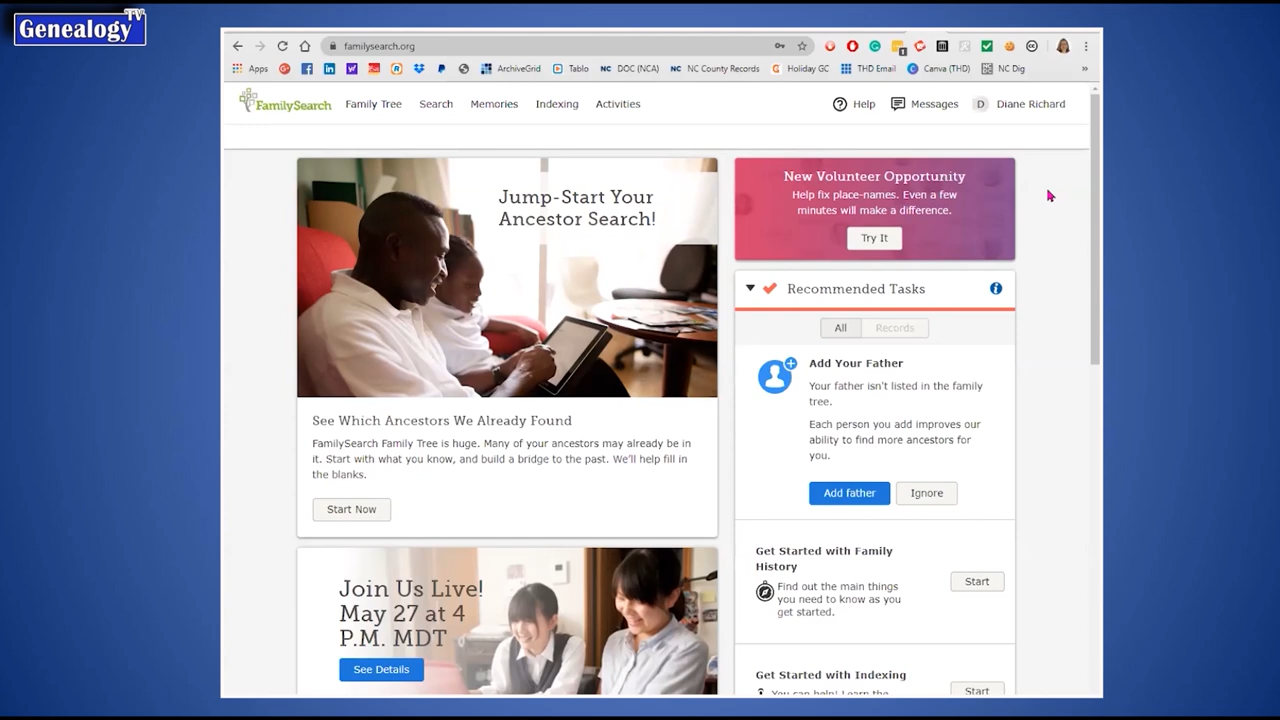 Genealogy TV
familysearch.org
Apps ArchiveGrid Tablo NC DOC (NCA) NC NC County Records Holiday GC THD Email Canva (THD) NC NC Dig »
FamilySearch Family Tree Search Memories Indexing Activities Help Messages D Diane Richard
Jump-Start Your
Ancestor Search!
See Which Ancestors We Already Found
FamilySearch Family Tree is huge. Many of your ancestors may already be in
it. Start with what you know, and build a bridge to the past. We'll help fill in
the blanks.
Start Now
Join Us Live!
May 27 at 4
P.M. MDT
See Details
New Volunteer Opportunity
Help fix place-names. Even a few
minutes will make a difference.
Try It
Recommended Tasks
All Records
Add Your Father
Your father isn't listed in the family
tree.
Each person you add improves our
ability to find more ancestors for
you.
Add father Ignore
Get Started with Family
History
Find out the main things
you need to know as you
get started.
Start
Get Started with Indexing
You can help! Learn the
Start